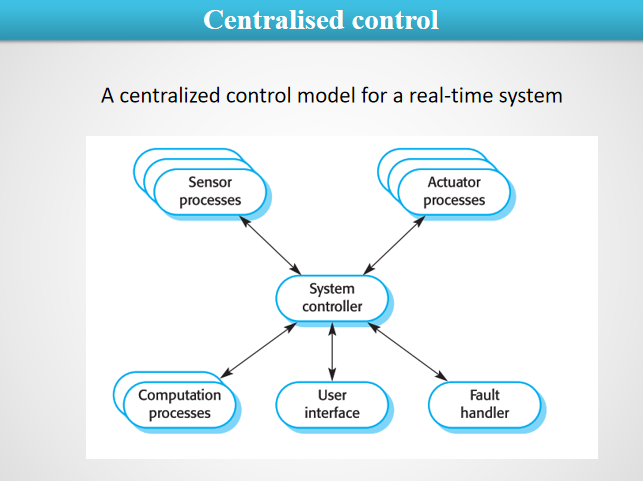 Centralised control
A centralized control model for a real-time system
Sensor
processes
Actuator
processes
System
controller
Computation
processes
User
interface
Fault
handler